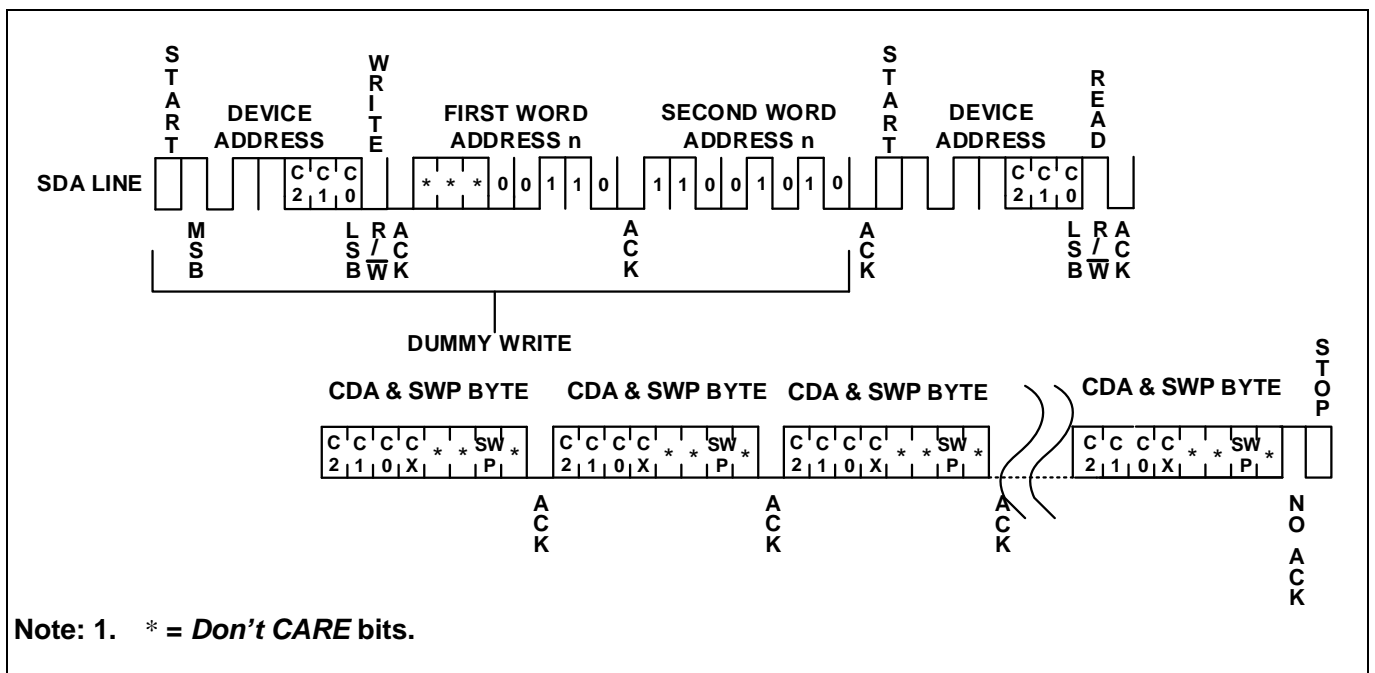 START
WRITE
START
READ
DEVICE ADDRESS
FIRST WORD ADDRESS n
SECOND WORD ADDRESS n
DEVICE ADDRESS
SDA LINE
C2 C1 C0
* * * 0 0 1 1 0
1 1 0 0 1 0 1 0
C2 C1 C0
MSB
LSB
R/W
ACK
ACK
ACK
LSB
R/W
ACK
DUMMY WRITE
STOP
CDA & SWP BYTE
CDA & SWP BYTE
CDA & SWP BYTE
CDA & SWP BYTE
C2 C1 C0 CX * * SWP *
C2 C1 C0 CX * * SWP *
C2 C1 C0 CX * * SWP *
C2 C1 C0 CX * * SWP *
ACK
ACK
ACK
NO ACK
Note: 1. * = Don't CARE bits.